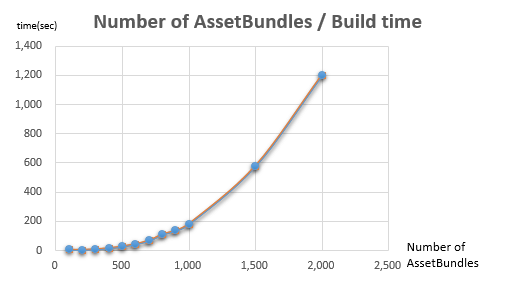 Number of AssetBundles / Build time
time(sec)
1,400
1,200
1,000
800
600
400
200
0
0 500 1,000 1,500 2,000 2,500
Number of
AssetBundles